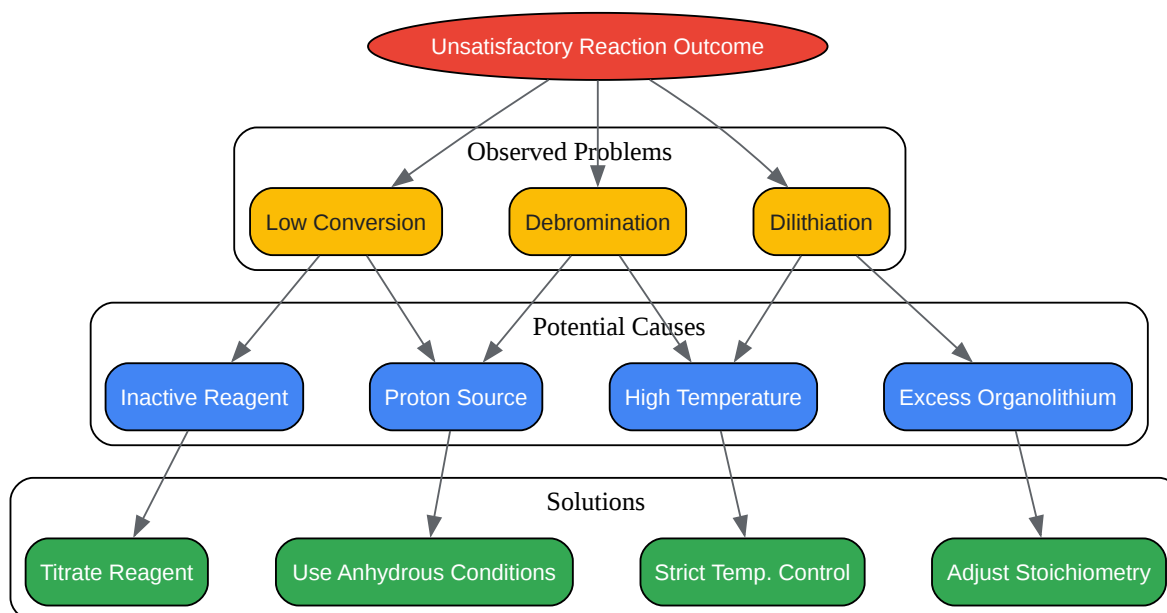 Unsatisfactory Reaction Outcome
Observed Problems
Low Conversion
Debromination
Dilithiation
Potential Causes
Inactive Reagent
Proton Source
High Temperature
Excess Organolithium
Solutions
Titrate Reagent
Use Anhydrous Conditions
Strict Temp. Control
Adjust Stoichiometry